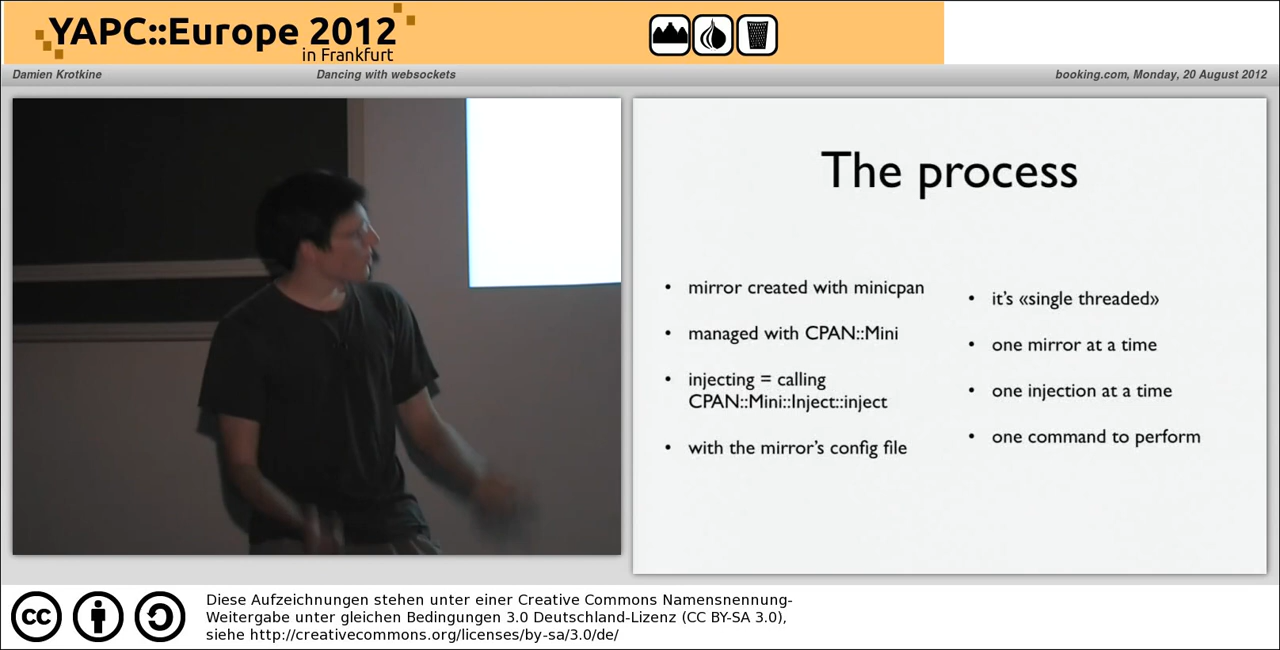 YAPC::Europe 2012
in Frankfurt
Damien Krotkine
Dancing with websockets
booking.com, Monday, 20 August 2012
The process
• mirror created with minicpan
• managed with CPAN::Mini
• injecting = calling
CPAN::Mini::Inject::inject
• with the mirror’s config file
• it’s «single threaded»
• one mirror at a time
• one injection at a time
• one command to perform
cc
Diese Aufzeichnungen stehen unter einer Creative Commons Namensnennung-
Weitergabe unter gleichen Bedingungen 3.0 Deutschland-Lizenz (CC BY-SA 3.0),
siehe http://creativecommons.org/licenses/by-sa/3.0/de/